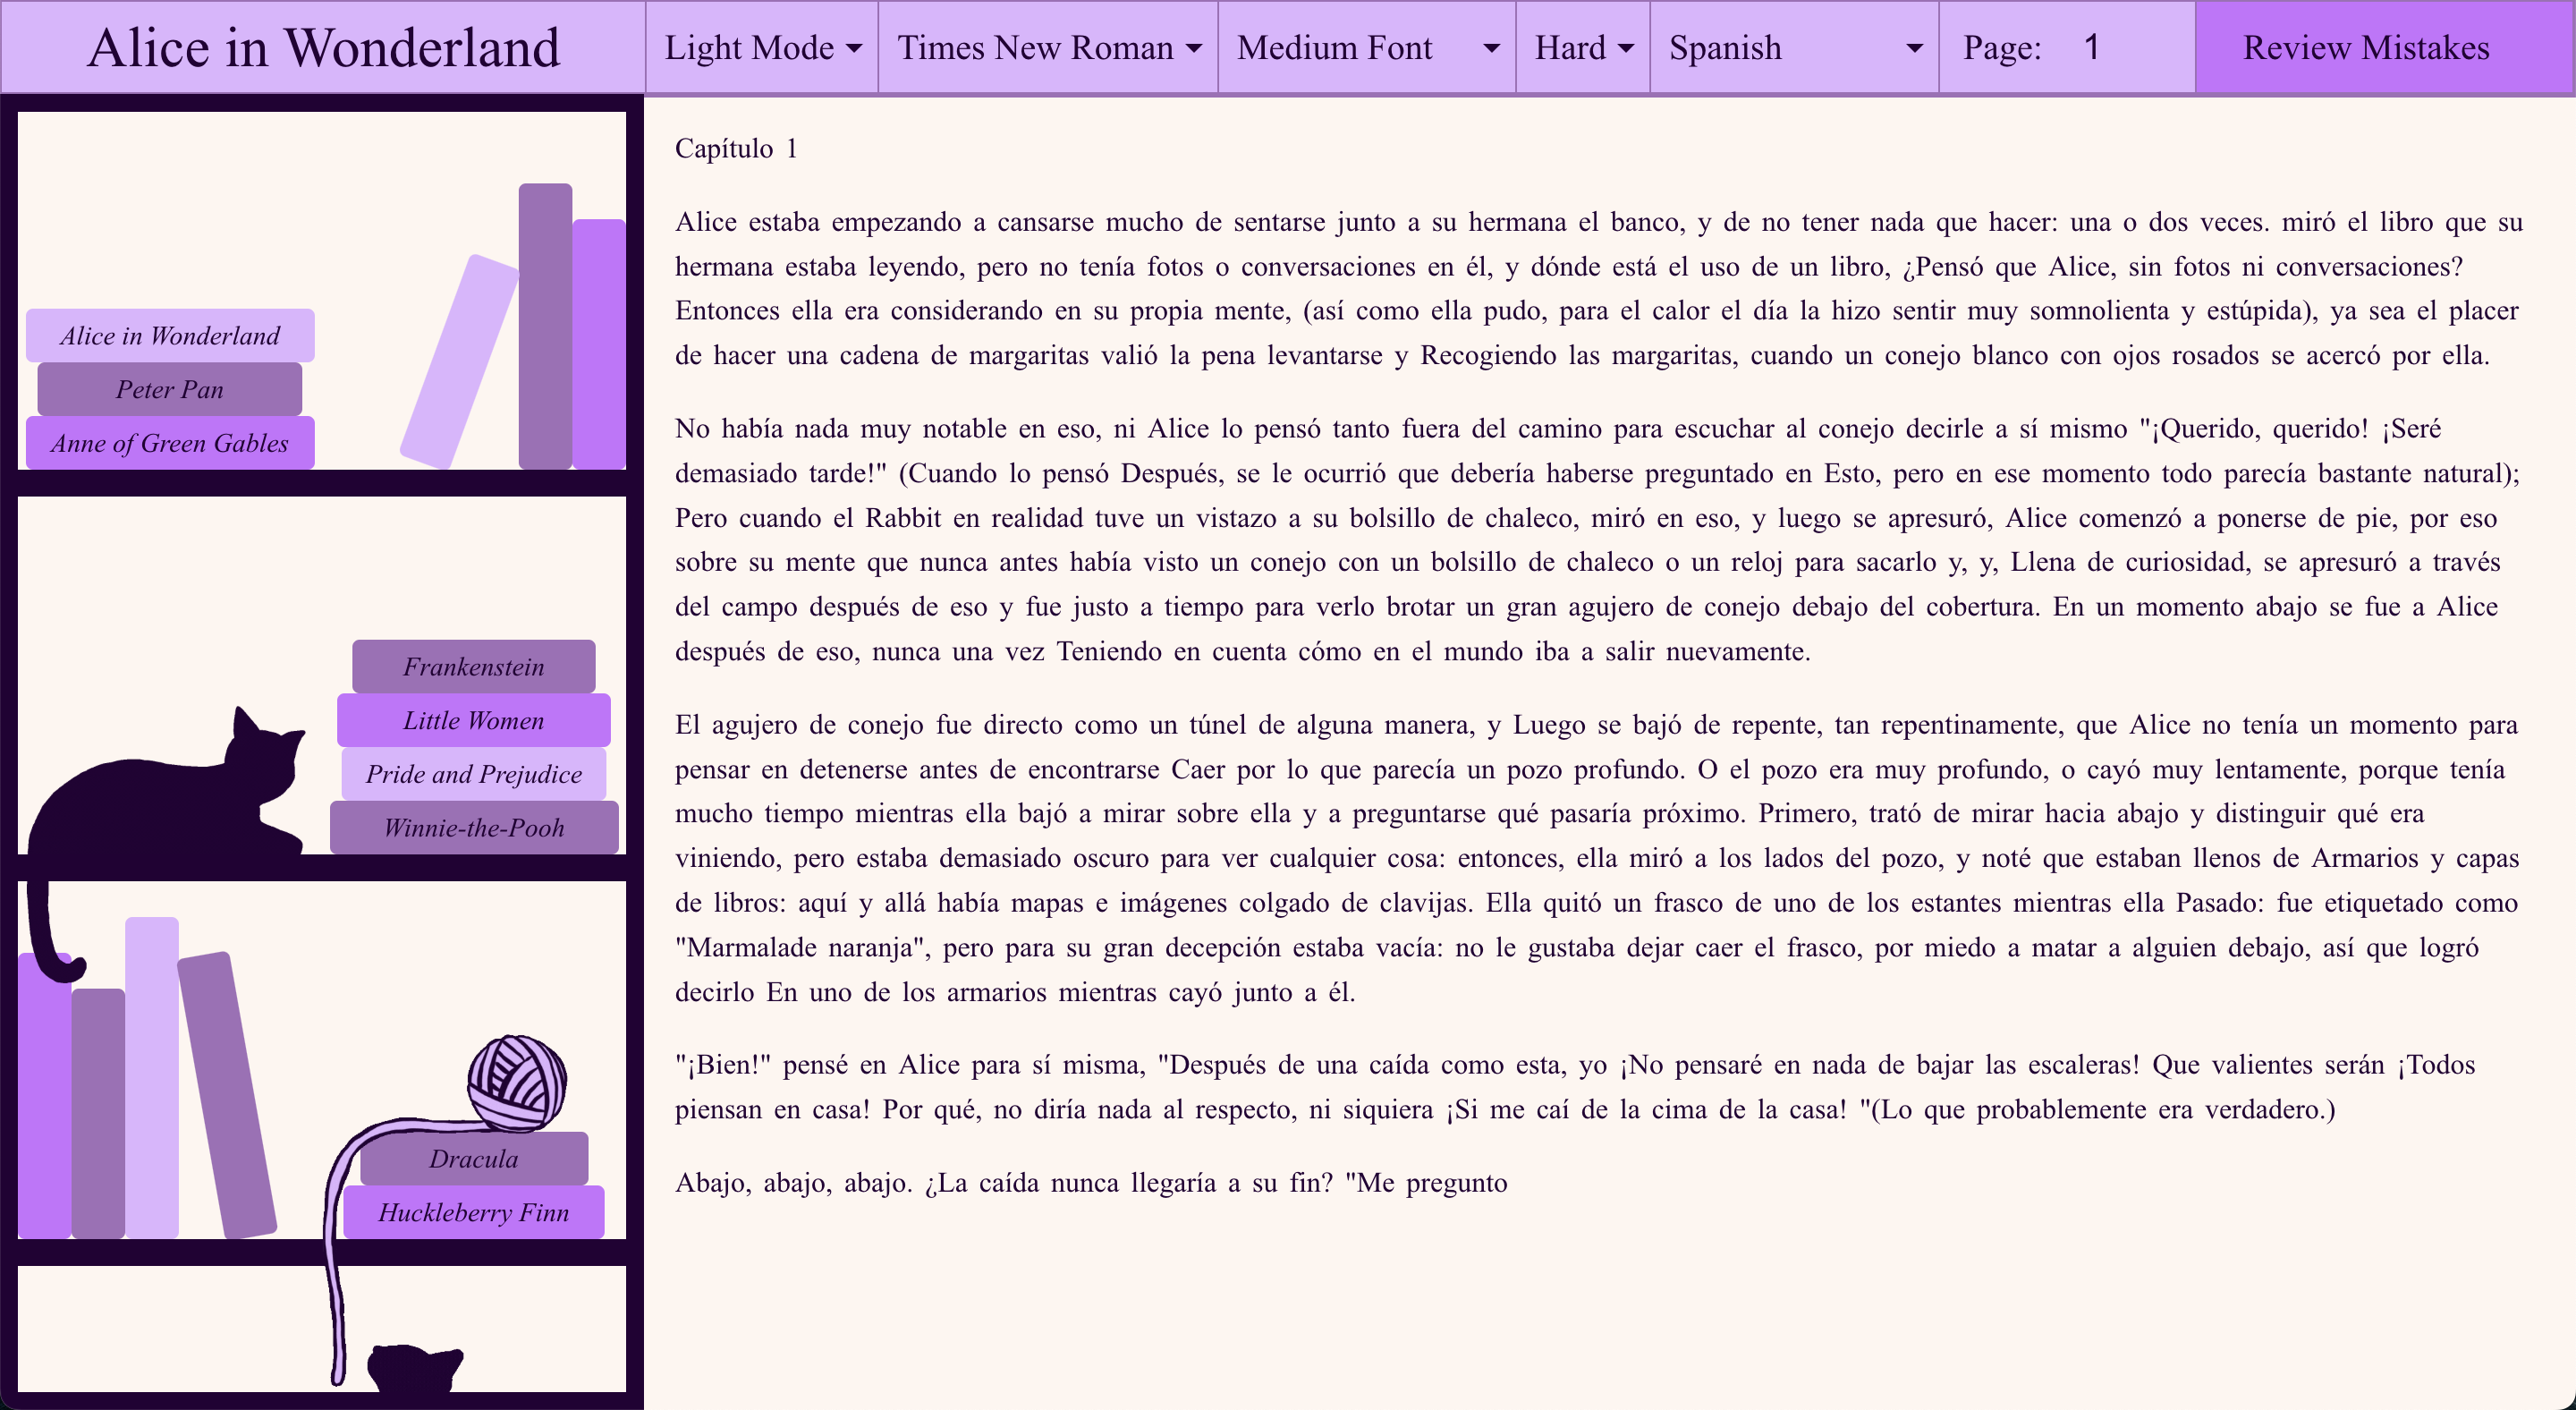 Alice in Wonderland
Light Mode
Times New Roman
Medium Font
Hard
Spanish
Page: 1
Review Mistakes
Alice in Wonderland
Peter Pan
Anne of Green Gables
Frankenstein
Little Women
Pride and Prejudice
Winnie-the-Pooh
Dracula
Huckleberry Finn
Capítulo 1
Alice estaba empezando a cansarse mucho de sentarse junto a su hermana el banco, y de no tener nada que hacer: una o dos veces. miró el libro que su
hermana estaba leyendo, pero no tenía fotos o conversaciones en él, y dónde está el uso de un libro, ¿Pensó que Alice, sin fotos ni conversaciones?
Entonces ella era considerando en su propia mente, (así como ella pudo, para el calor el día la hizo sentir muy somnolienta y estúpida), ya sea el placer
de hacer una cadena de margaritas valió la pena levantarse y Recogiendo las margaritas, cuando un conejo blanco con ojos rosados se acercó por ella.
No había nada muy notable en eso, ni Alice lo pensó tanto fuera del camino para escuchar al conejo decirle a sí mismo "¡Querido, querido! ¡Seré
demasiado tarde!" (Cuando lo pensó Después, se le ocurrió que debería haberse preguntado en Esto, pero en ese momento todo parecía bastante natural);
Pero cuando el Rabbit en realidad tuve un vistazo a su bolsillo de chaleco, miró en eso, y luego se apresuró, Alice comenzó a ponerse de pie, por eso
sobre su mente que nunca antes había visto un conejo con un bolsillo de chaleco o un reloj para sacarlo y, y, Llena de curiosidad, se apresuró a través
del campo después de eso y fue justo a tiempo para verlo brotar un gran agujero de conejo debajo del cobertura. En un momento abajo se fue a Alice
después de eso, nunca una vez Teniendo en cuenta cómo en el mundo iba a salir nuevamente.
El agujero de conejo fue directo como un túnel de alguna manera, y Luego se bajó de repente, tan repentinamente, que Alice no tenía un momento para
pensar en detenerse antes de encontrarse Caer por lo que parecía un pozo profundo. O el pozo era muy profundo, o cayó muy lentamente, porque tenía
mucho tiempo mientras ella bajó a mirar sobre ella y a preguntarse qué pasaría próximo. Primero, trató de mirar hacia abajo y distinguir qué era
viniendo, pero estaba demasiado oscuro para ver cualquier cosa: entonces, ella miró a los lados del pozo, y noté que estaban llenos de Armarios y capas
de libros: aquí y allá había mapas e imágenes colgado de clavijas. Ella quitó un frasco de uno de los estantes mientras ella Pasado: fue etiquetado como
"Marmalade naranja", pero para su gran decepción estaba vacía: no le gustaba dejar caer el frasco, por miedo a matar a alguien debajo, así que logró
decirlo En uno de los armarios mientras cayó junto a él.
"¡Bien!" pensé en Alice para sí misma, "Después de una caída como esta, yo ¡No pensaré en nada de bajar las escaleras! Que valientes serán ¡Todos
piensan en casa! Por qué, no diría nada al respecto, ni siquiera ¡Si me caí de la cima de la casa! "(Lo que probablemente era verdadero.)
Abajo, abajo, abajo. ¿La caída nunca llegaría a su fin? "Me pregunto